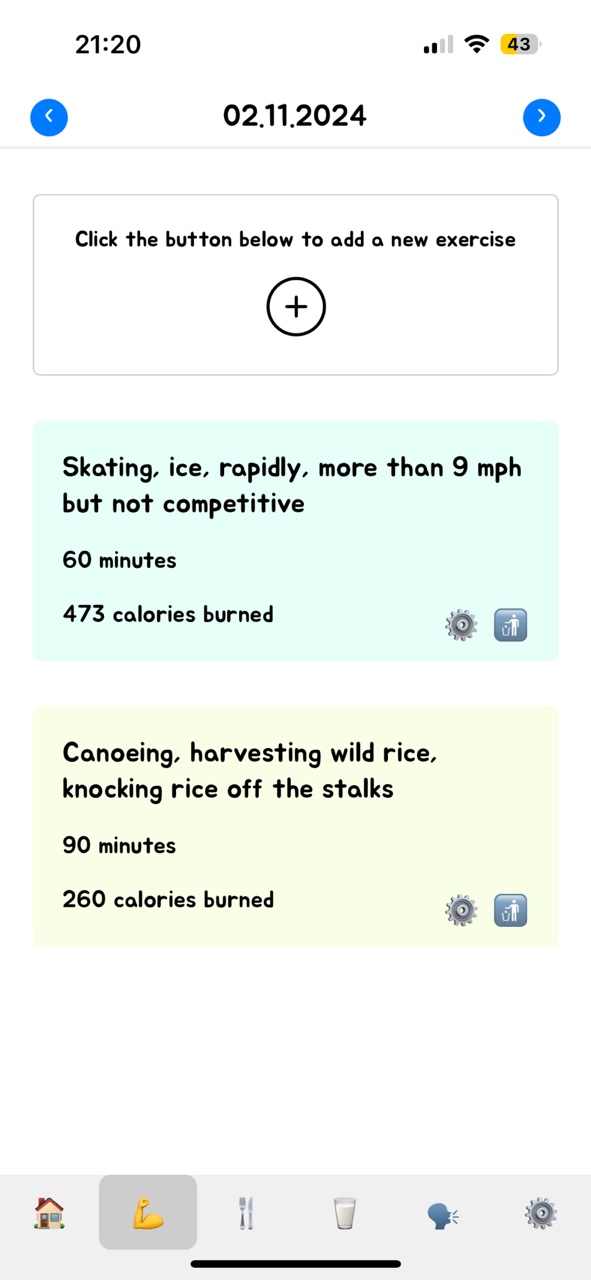 21:20
43
02.11.2024
Click the button below to add a new exercise
Skating, ice, rapidly, more than 9 mph
but not competitive
60 minutes
473 calories burned
Canoeing, harvesting wild rice,
knocking rice off the stalks
90 minutes
260 calories burned